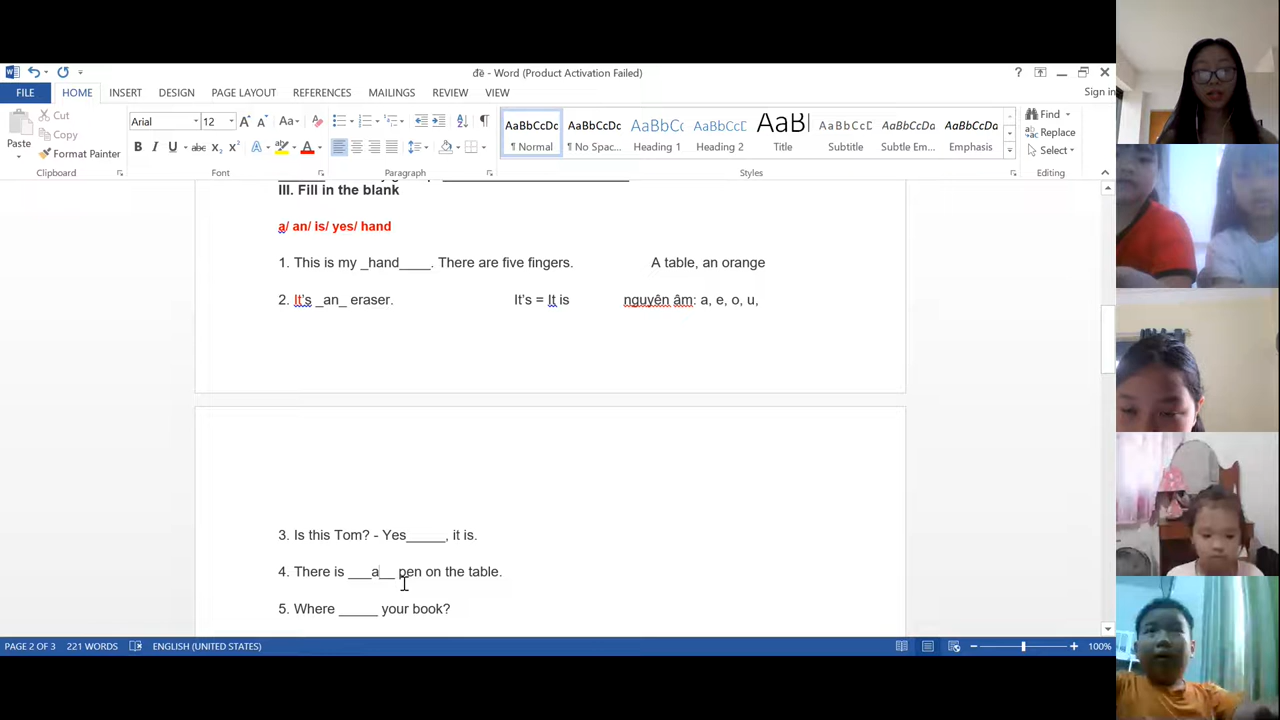 đề - Word (Product Activation Failed)
FILE HOME INSERT DESIGN PAGE LAYOUT REFERENCES MAILINGS REVIEW VIEW Sign in
Paste Cut Copy Format Painter Clipboard
Arial 12 Font
Paragraph
AaBbCcDc AaBbCcDc AaBbCc AaBbCcD AaB AaBbCcD AaBbCcDc AaBbCcDc
¶ Normal ¶ No Spac... Heading 1 Heading 2 Title Subtitle Subtle Em... Emphasis
Styles
Find Replace Select Editing
III. Fill in the blank
a/ an/ is/ yes/ hand
1. This is my _hand____. There are five fingers. A table, an orange
2. It's _an_ eraser. It's = It is nguyên âm: a, e, o, u,
3. Is this Tom? - Yes_____, it is.
4. There is ___a__ pen on the table.
5. Where _____ your book?
PAGE 2 OF 3 221 WORDS ENGLISH (UNITED STATES) 100%